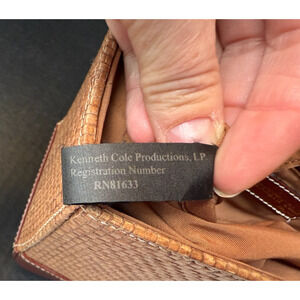 Kenneth Cole Productions, LP
Registration Number
RN81633